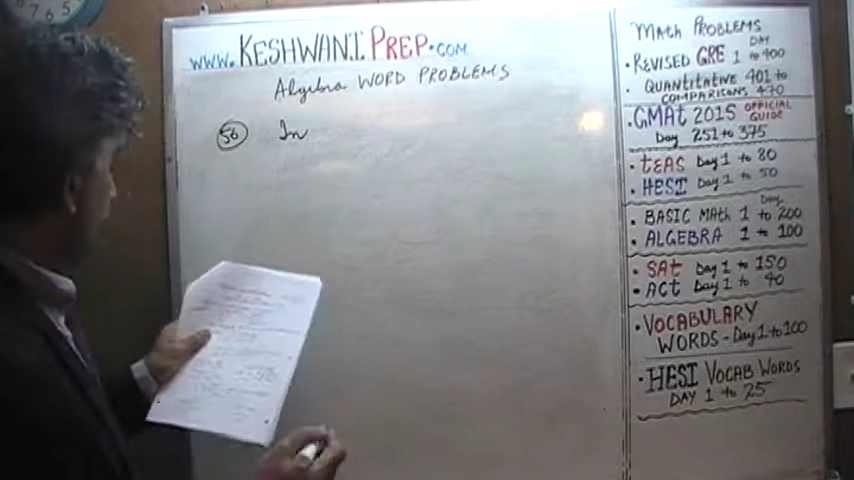 7 6 5
www.KESHWANI PREP.com
Algebra WORD PROBLEMS
56 In
MATH PROBLEMS
DAY
• REVISED GRE 1 to 400
• QUANTITATIVE 401 to
COMPARISONS 470
• GMAT 2015 OFFICIAL
GUIDE
Day 251 to 375
• TEAS Day 1 to 80
• HESI Day 1 to 50
Day
• BASIC MATH 1 to 200
• ALGEBRA 1 to 100
• SAT Day 1 to 150
• ACT Day 1 to 40
• VOCABULARY
WORDS - Day 1 to 100
• HESI VOCAB WORDS
DAY 1 to 25